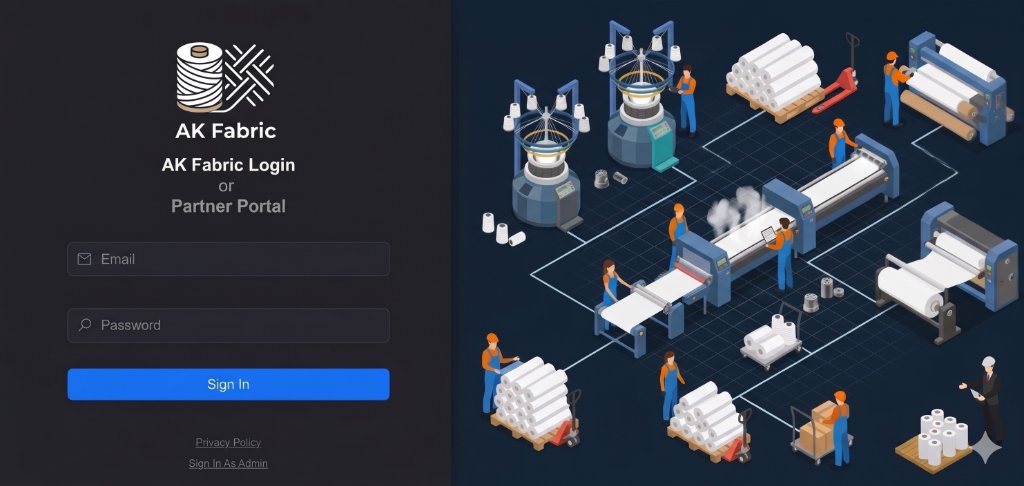 AK Fabric
AK Fabric Login
or
Partner Portal
Email
Password
Sign In
Privacy Policy
Sign In As Admin